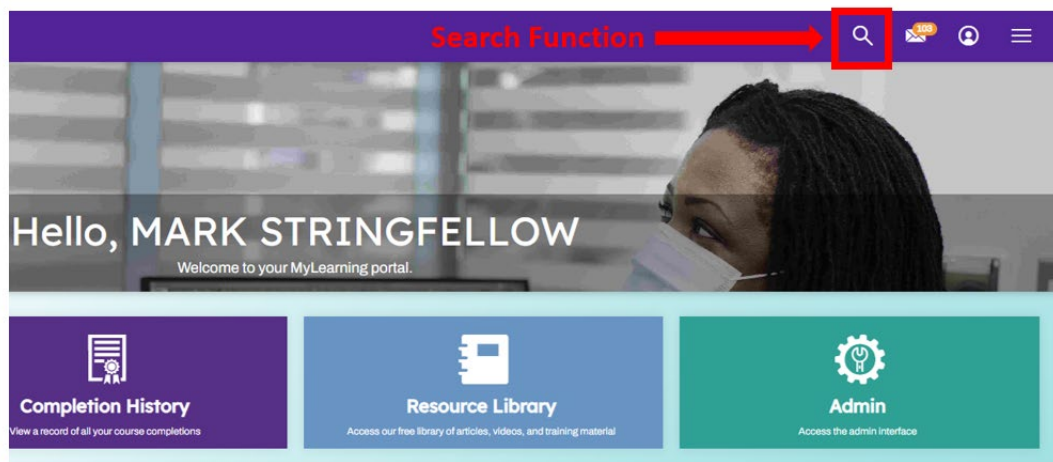 Search Function
103
Hello, MARK STRINGFELLOW
Welcome to your MyLearning portal.
Completion History
View a record of all your course completions
Resource Library
Access our free library of articles, videos, and training material
Admin
Access the admin interface